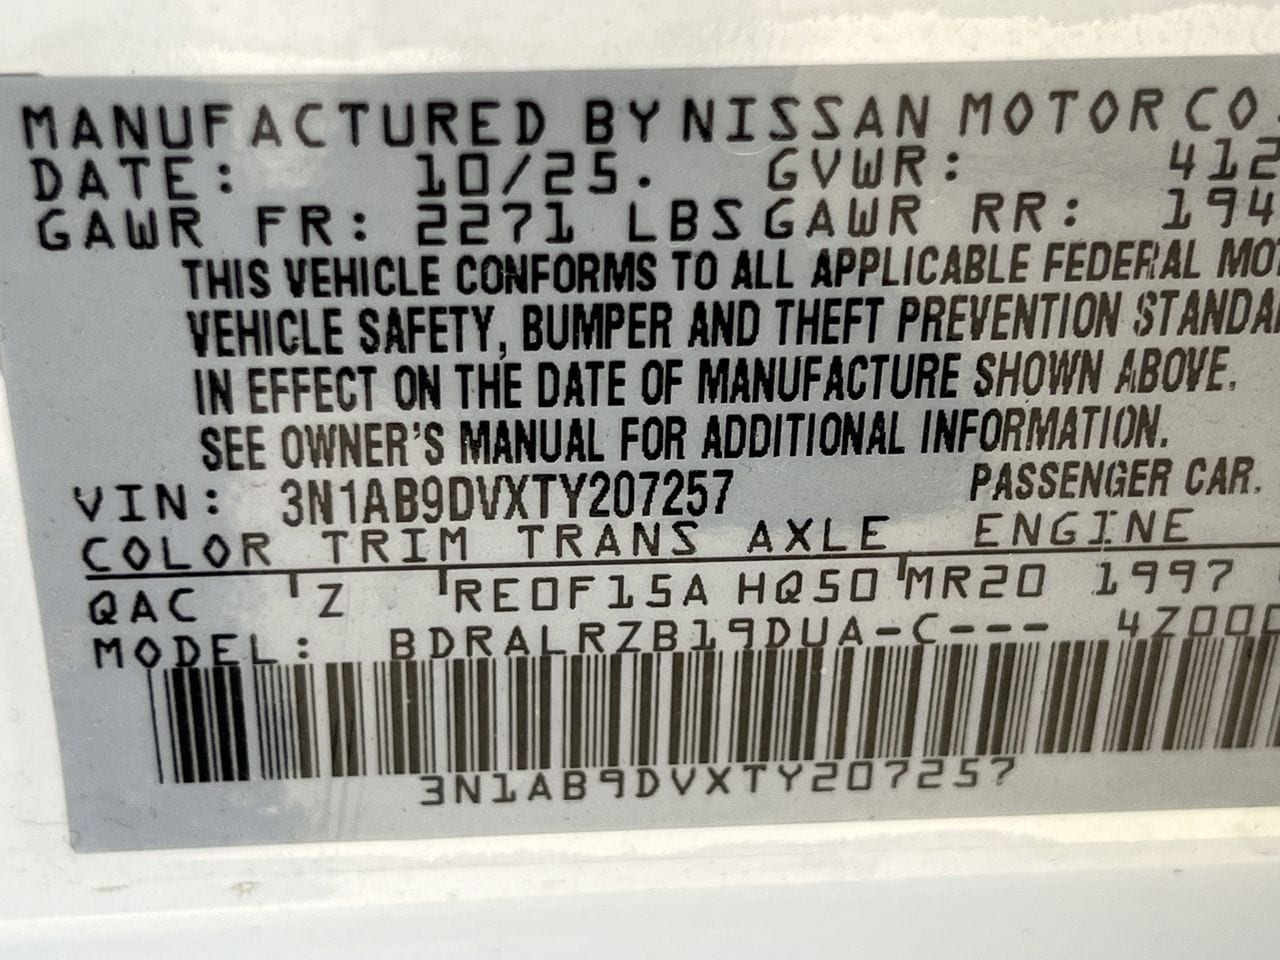 MANUFACTURED BY NISSAN MOTOR CO.
DATE: 10/25. GVWR: 412
GAWR FR: 2271 LBS GAWR RR: 194
THIS VEHICLE CONFORMS TO ALL APPLICABLE FEDERAL MO
VEHICLE SAFETY, BUMPER AND THEFT PREVENTION STANDA
IN EFFECT ON THE DATE OF MANUFACTURE SHOWN ABOVE.
SEE OWNER'S MANUAL FOR ADDITIONAL INFORMATION.
VIN: 3N1AB9DVXTY207257 PASSENGER CAR.
COLOR TRIM TRANS AXLE ENGINE
QAC Z RE0F15A HQ50 MR20 1997
MODEL: BDRALRZB19DUA-C--- 4Z000
3N1AB9DVXTY207257